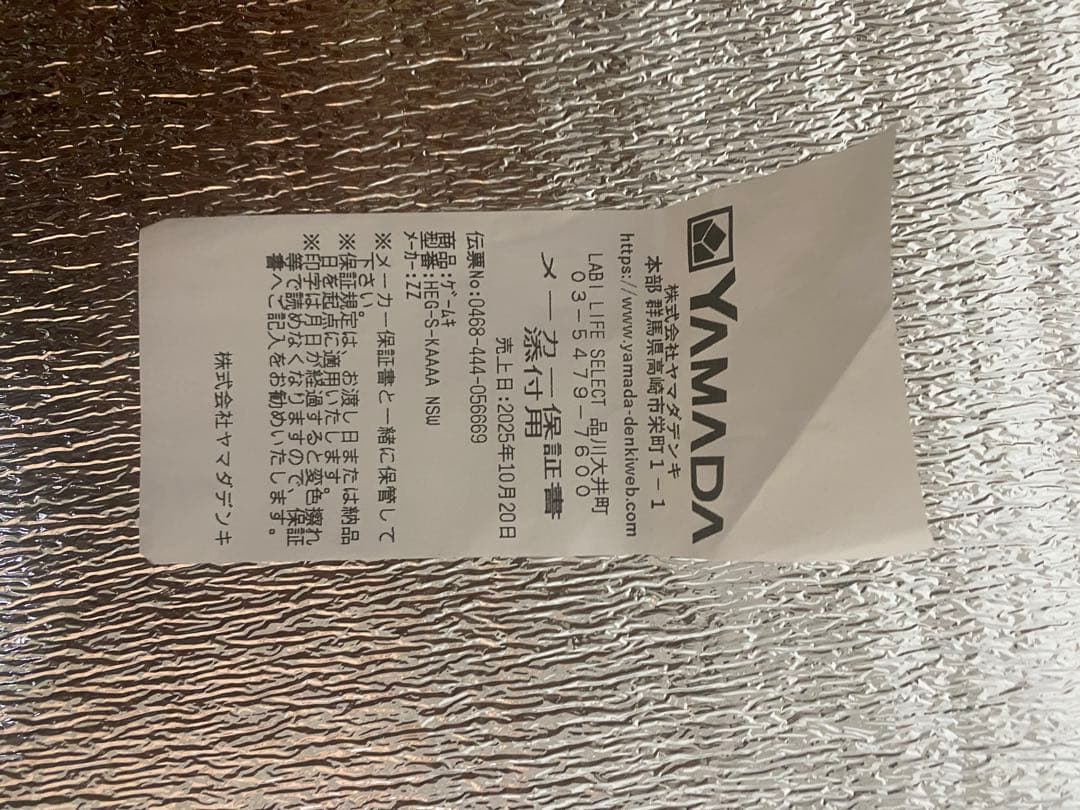 YAMADA
株式会社ヤマダデンキ
本部 群馬県高崎市栄町1-1
https://www.yamada-denkiweb.com
LABI LIFE SELECT 品川大井町
03-5479-7600
メーカー保証書
添付用
売上日:2025年10月20日
伝票No:0468-444-056669
商品:ゲームキ
型番:HEG-S-KAAAA NSW
メーカー:ZZ
※メーカー保証書と一緒に保管して
下さい。
※保証規定は、お渡し日または納品
日を起点に適用いたします。
※印字は月日が経過すると変色擦れ
等で読めなくなりますので、保証
書へご記入をお勧めいたします。
株式会社ヤマダデンキ